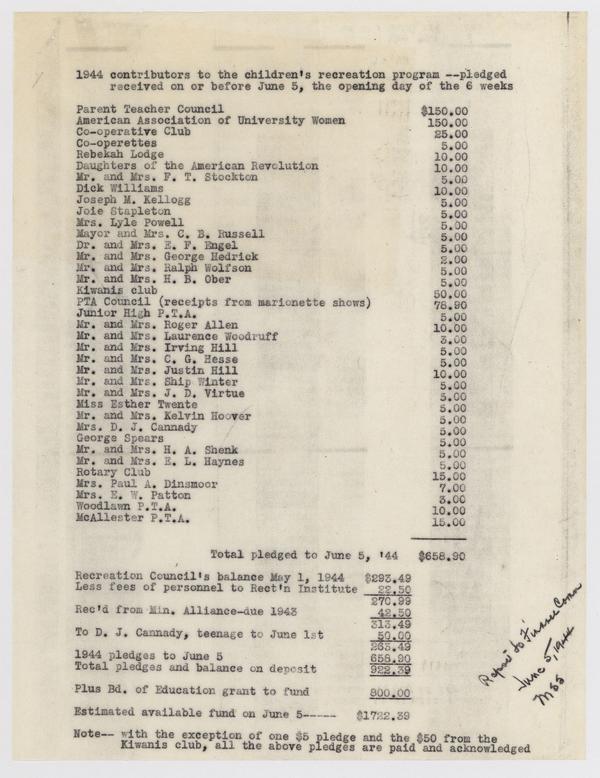 1944 contributors to the children's recreation program --pledged
received on or before June 5, the opening day of the 6 weeks
Parent Teacher Council $150.00
American Association of University Women 150.00
Co-operative Club 25.00
Co-operettes 5.00
Rebekah Lodge 10.00
Daughters of the American Revolution 10.00
Mr. and Mrs. F. T. Stockton 5.00
Dick Williams 10.00
Joseph M. Kellogg 5.00
Joie Stapleton 5.00
Mrs. Lyle Powell 5.00
Mayor and Mrs. C. B. Russell 5.00
Dr. and Mrs. E. F. Engel 5.00
Mr. and Mrs. George Hedrick 2.00
Mr. and Mrs. Ralph Wolfson 5.00
Mr. and Mrs. H. B. Ober 5.00
Kiwanis club 50.00
PTA Council (receipts from marionette shows) 78.90
Junior High P.T.A. 5.00
Mr. and Mrs. Roger Allen 10.00
Mr. and Mrs. Laurence Woodruff 3.00
Mr. and Mrs. Irving Hill 5.00
Mr. and Mrs. C. G. Hesse 5.00
Mr. and Mrs. Justin Hill 10.00
Mr. and Mrs. Ship Winter 5.00
Mr. and Mrs. J. D. Virtue 5.00
Miss Esther Twente 5.00
Mr. and Mrs. Kelvin Hoover 5.00
Mrs. D. J. Cannady 5.00
George Spears 5.00
Mr. and Mrs. H. A. Shenk 5.00
Mr. and Mrs. E. L. Haynes 5.00
Rotary Club 15.00
Mrs. Paul A. Dinsmoor 7.00
Mrs. E. W. Patton 3.00
Woodlawn P.T.A. 10.00
McAllester P.T.A. 15.00
Total pledged to June 5, '44 $658.90
Recreation Council's balance May 1, 1944 $293.49
Less fees of personnel to Rect'n Institute 22.50
270.99
Rec'd from Min. Alliance-due 1943 42.50
313.49
To D. J. Cannady, teenage to June 1st 50.00
263.49
1944 pledges to June 5 658.90
Total pledges and balance on deposit 922.39
Plus Bd. of Education grant to fund 800.00
Estimated available fund on June 5----- $1722.39
Note-- with the exception of one $5 pledge and the $50 from the
Kiwanis club, all the above pledges are paid and acknowledged
to Finance Comm
June 5, 1944